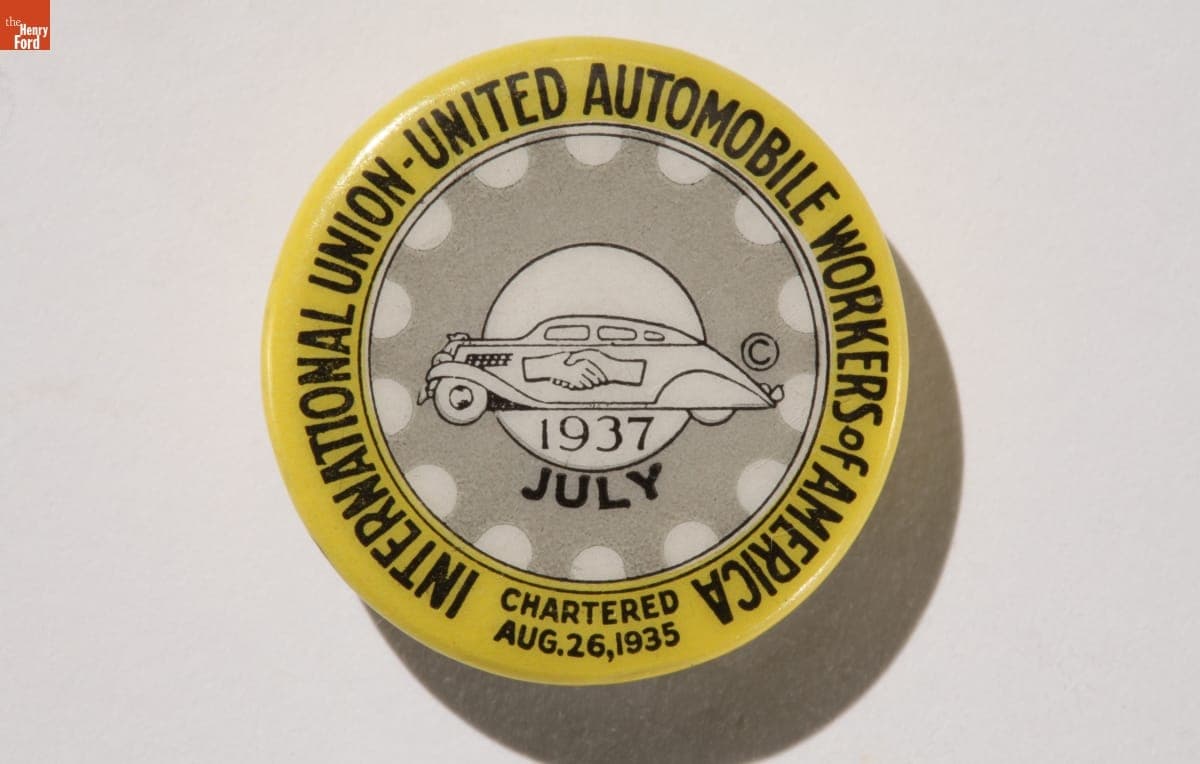 the
Henry
Ford
INTERNATIONAL UNION-UNITED AUTOMOBILE WORKERS OF AMERICA
©
1937
JULY
CHARTERED
AUG.26,1935